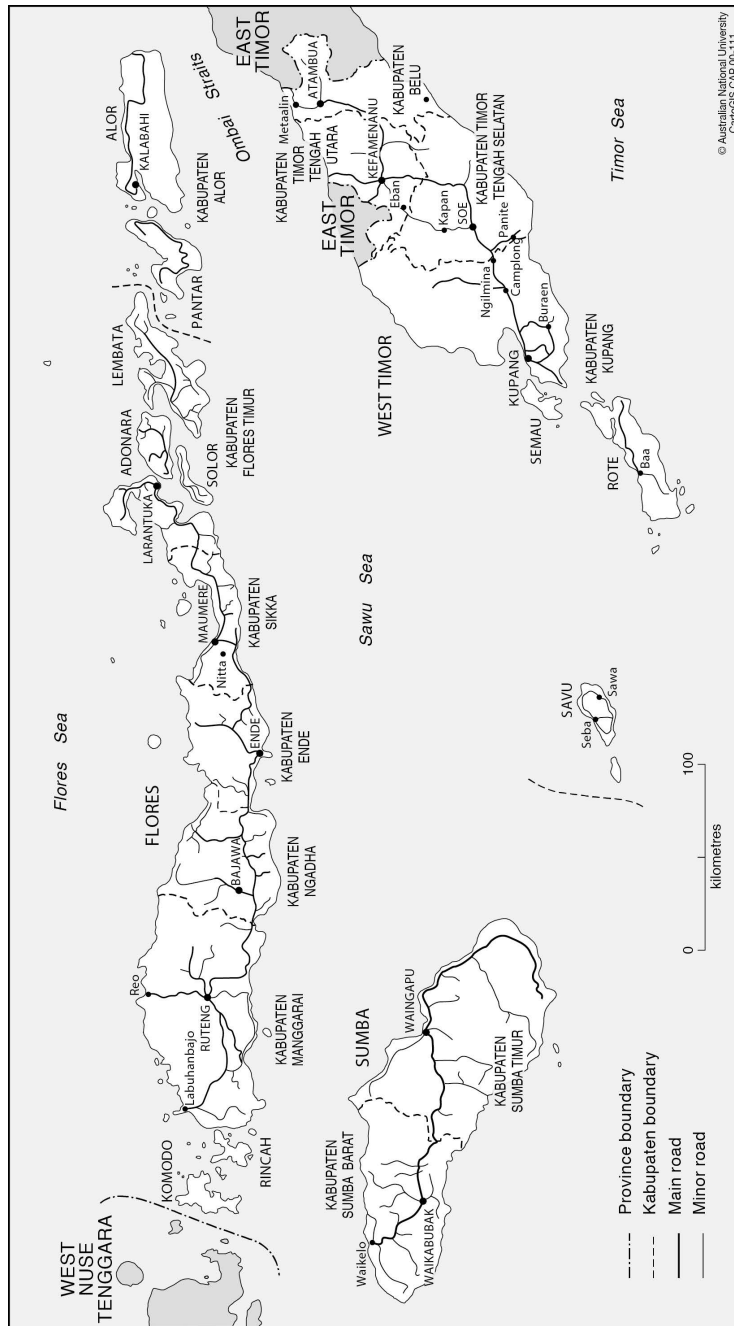 WEST
NUSE
TENGGARA
KOMODO
RINCAH
Flores Sea
Labuhanbajo
Reo
RUTENG
KABUPATEN
MANGGARAI
FLORES
BAJAWA
KABUPATEN
NGADHA
ENDE
KABUPATEN
ENDE
MAUMERE
Nitta
KABUPATEN
SIKKA
LARANTUKA
ADONARA
SOLOR
KABUPATEN
FLORES TIMUR
LEMBATA
PANTAR
ALOR
KALABAHI
KABUPATEN
ALOR
Ombai Straits
EAST
TIMOR
Metaalin
ATAMBUA
KABUPATEN
BELU
KABUPATEN
TIMOR
TENGAH
UTARA
KEFAMENANU
EAST
TIMOR
Eban
Kapan
SOE
KABUPATEN TIMOR
TENGAH SELATAN
Panite
Ngilmina
Camplong
Buraen
WEST TIMOR
KUPANG
SEMAU
KABUPATEN
KUPANG
ROTE
Baa
Timor Sea
Sawu Sea
SAVU
Seba
Sawa
SUMBA
WAINGAPU
KABUPATEN
SUMBA TIMUR
KABUPATEN
SUMBA BARAT
Waikelo
WAIKABUBAK
Province boundary
Kabupaten boundary
Main road
Minor road
0
100
kilometres
© Australian National University
CartoGIS CAP 00-111